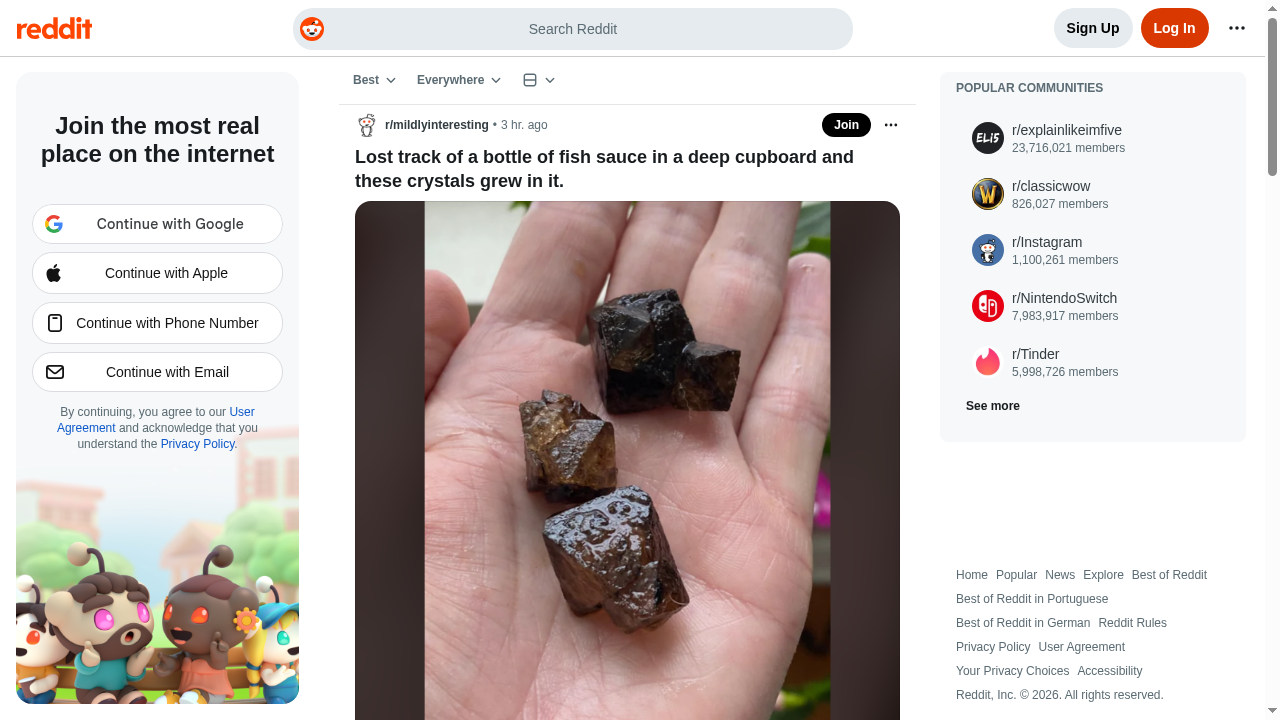 reddit
Search Reddit
Sign Up
Log In
Join the most real
place on the internet
Continue with Google
Continue with Apple
Continue with Phone Number
Continue with Email
By continuing, you agree to our User
Agreement and acknowledge that you
understand the Privacy Policy.
Best
Everywhere
r/mildlyinteresting • 3 hr. ago
Join
Lost track of a bottle of fish sauce in a deep cupboard and
these crystals grew in it.
POPULAR COMMUNITIES
ELI5
r/explainlikeimfive
23,716,021 members
W
r/classicwow
826,027 members
r/Instagram
1,100,261 members
r/NintendoSwitch
7,983,917 members
r/Tinder
5,998,726 members
See more
Home Popular News Explore Best of Reddit
Best of Reddit in Portuguese
Best of Reddit in German Reddit Rules
Privacy Policy User Agreement
Your Privacy Choices Accessibility
Reddit, Inc. © 2026. All rights reserved.